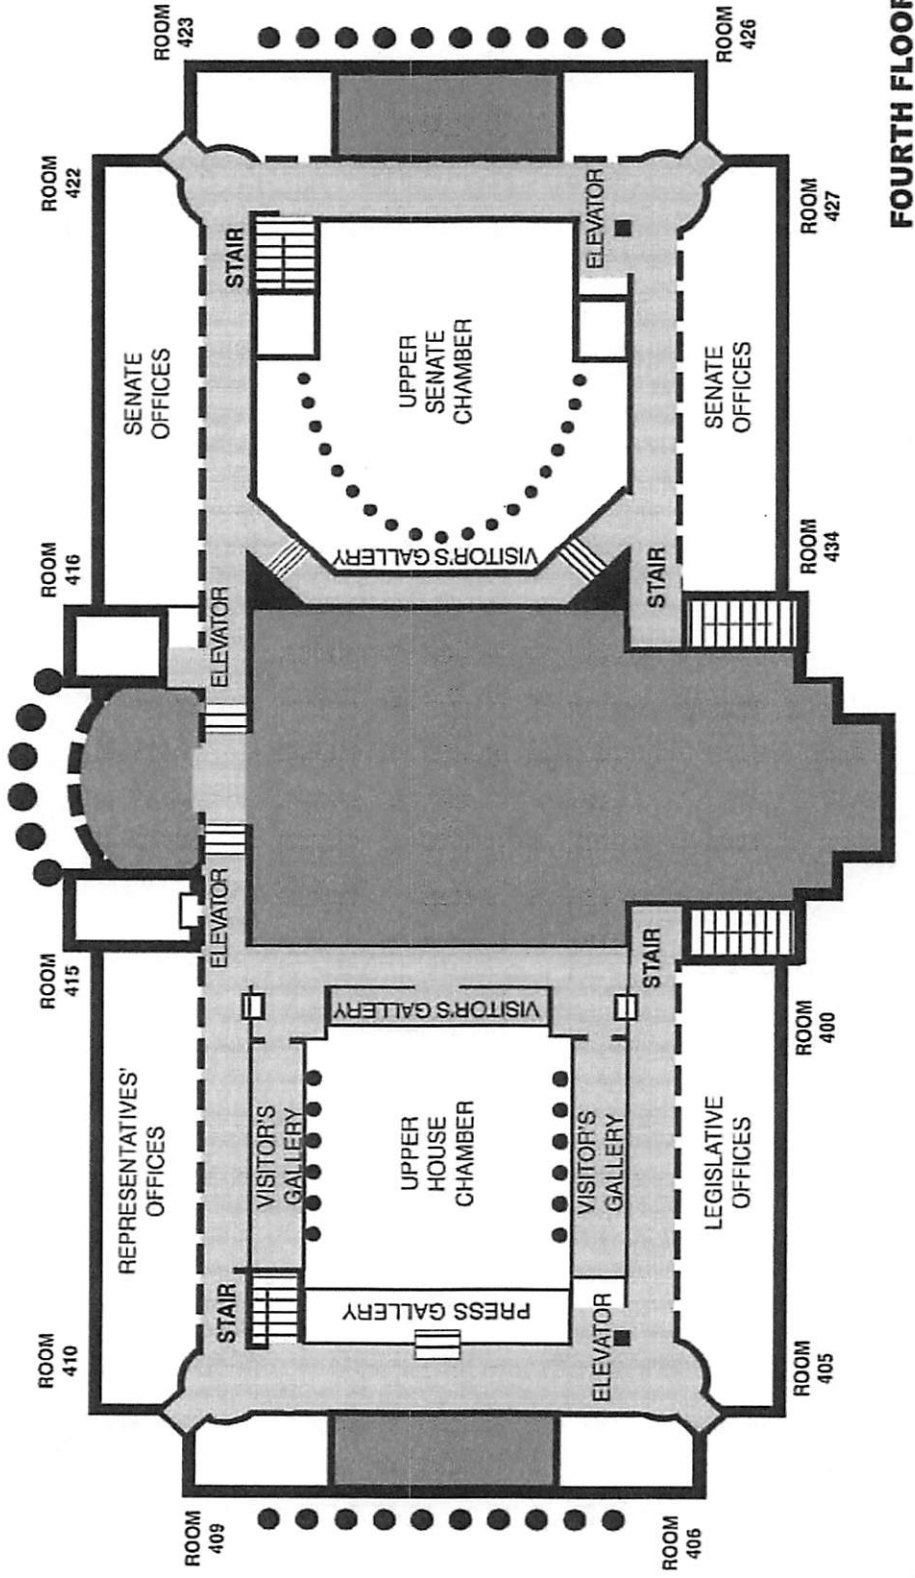 FOURTH FLOOR
ROOM
423
ROOM
426
ROOM
422
ROOM
427
STAIR
ELEVATOR
SENATE
OFFICES
UPPER
SENATE
CHAMBER
SENATE
OFFICES
ROOM
416
ROOM
434
VISITOR'S GALLERY
ELEVATOR
STAIR
ELEVATOR
STAIR
ROOM
415
ROOM
400
VISITOR'S GALLERY
REPRESENTATIVES'
OFFICES
VISITOR'S
GALLERY
UPPER
HOUSE
CHAMBER
VISITOR'S
GALLERY
LEGISLATIVE
OFFICES
STAIR
PRESS GALLERY
ELEVATOR
ROOM
410
ROOM
405
ROOM
409
ROOM
406